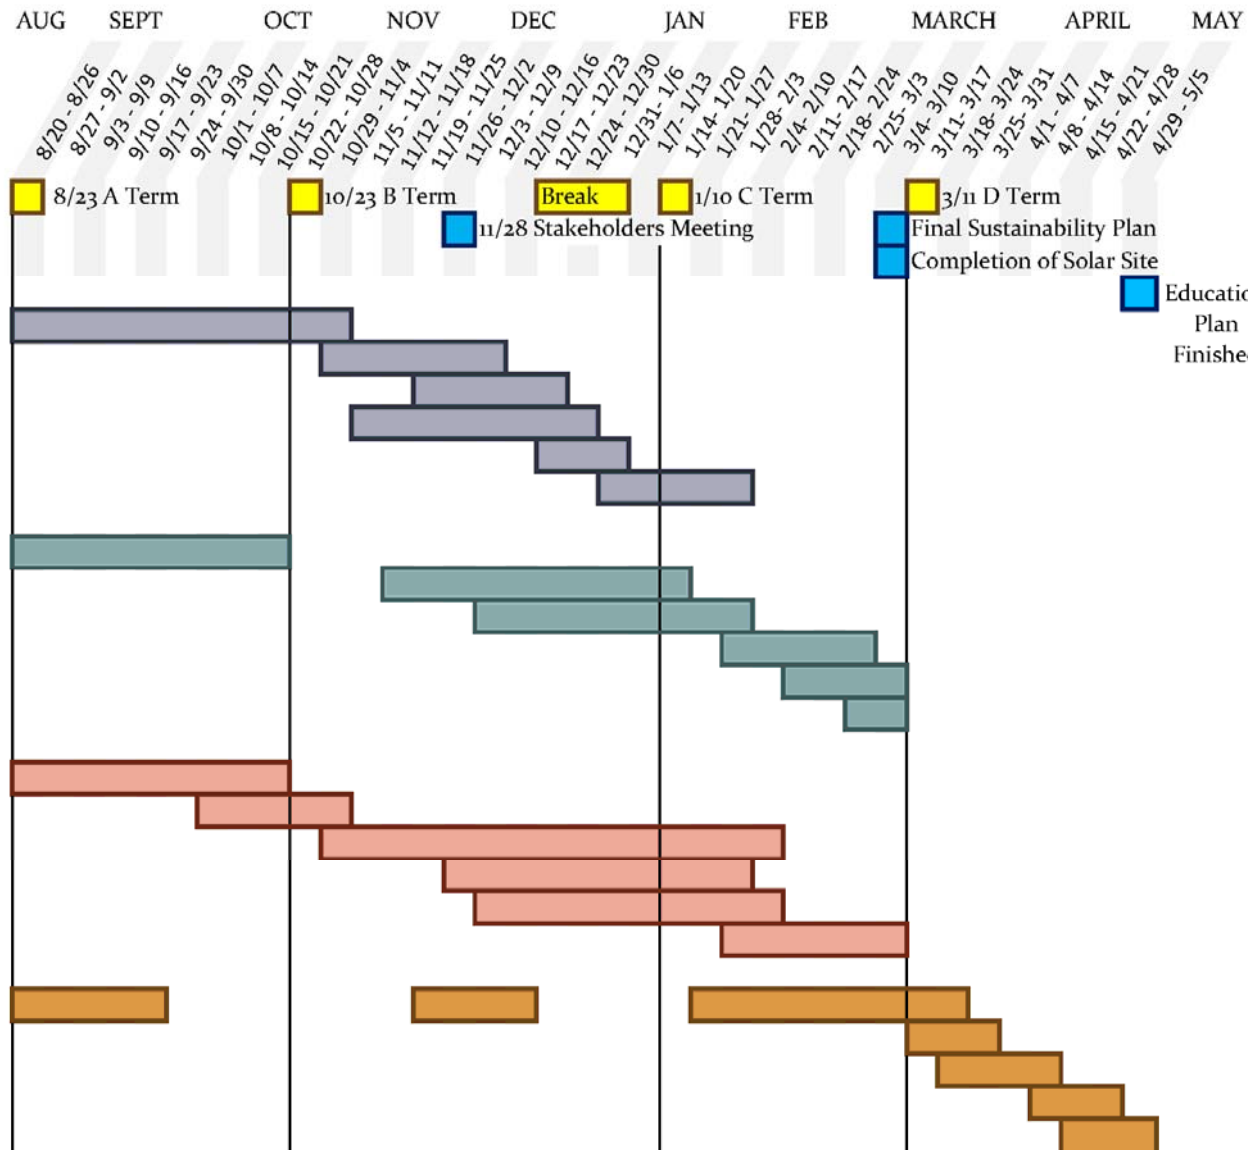 AUG SEPT OCT NOV DEC JAN FEB MARCH APRIL MAY
8/20 - 8/26
8/27 - 9/2
9/3 - 9/9
9/10 - 9/16
9/17 - 9/23
9/24 - 9/30
10/1 - 10/7
10/8 - 10/14
10/15 - 10/21
10/22 - 10/28
10/29 - 11/4
11/5 - 11/11
11/12 - 11/18
11/19 - 11/25
11/26 - 12/2
12/3 - 12/9
12/10 - 12/16
12/17 - 12/23
12/24 - 12/30
12/31- 1/6
1/7- 1/13
1/14- 1/20
1/21- 1/27
1/28- 2/3
2/4- 2/10
2/11- 2/17
2/18- 2/24
2/25- 3/3
3/4- 3/10
3/11- 3/17
3/18- 3/24
3/25- 3/31
4/1 - 4/7
4/8 - 4/14
4/15 - 4/21
4/22 - 4/28
4/29 - 5/5
8/23 A Term 10/23 B Term Break 1/10 C Term 3/11 D Term
11/28 Stakeholders Meeting Final Sustainability Plan
Completion of Solar Site
Educatio
Plan
Finishe